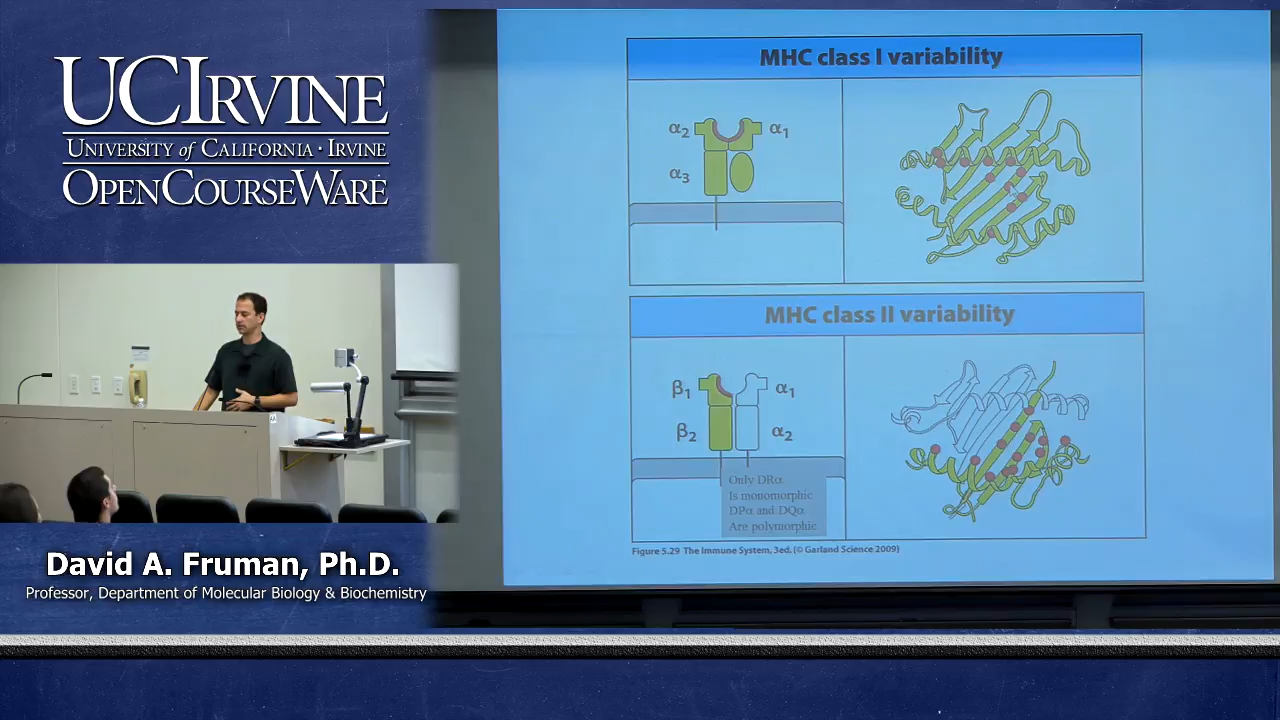 UCIRVINE
UNIVERSITY of CALIFORNIA · IRVINE
OPENCOURSEWARE
David A. Fruman, Ph.D.
Professor, Department of Molecular Biology & Biochemistry
MHC class I variability
α2
α1
α3
MHC class II variability
β1
α1
β2
α2
Only DRα
Is monomorphic
DPα and DQα
Are polymorphic
Figure 5.29 The Immune System, 3ed. (© Garland Science 2009)